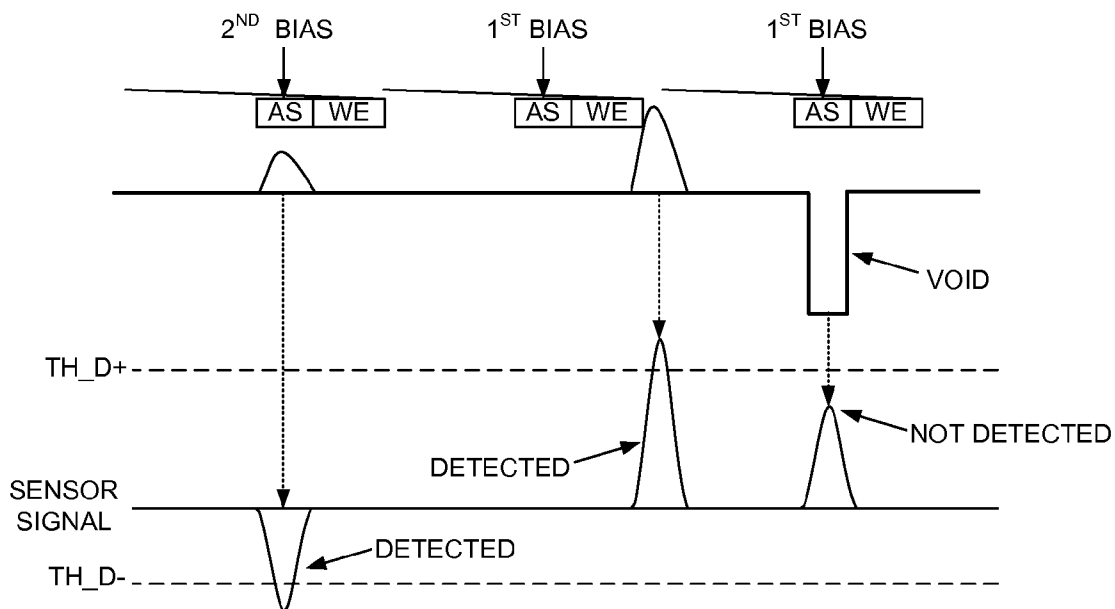 2ND BIAS 1ST BIAS 1ST BIAS
AS WE AS WE AS WE
VOID
TH_D+
NOT DETECTED
DETECTED
SENSOR
SIGNAL
DETECTED
TH_D-